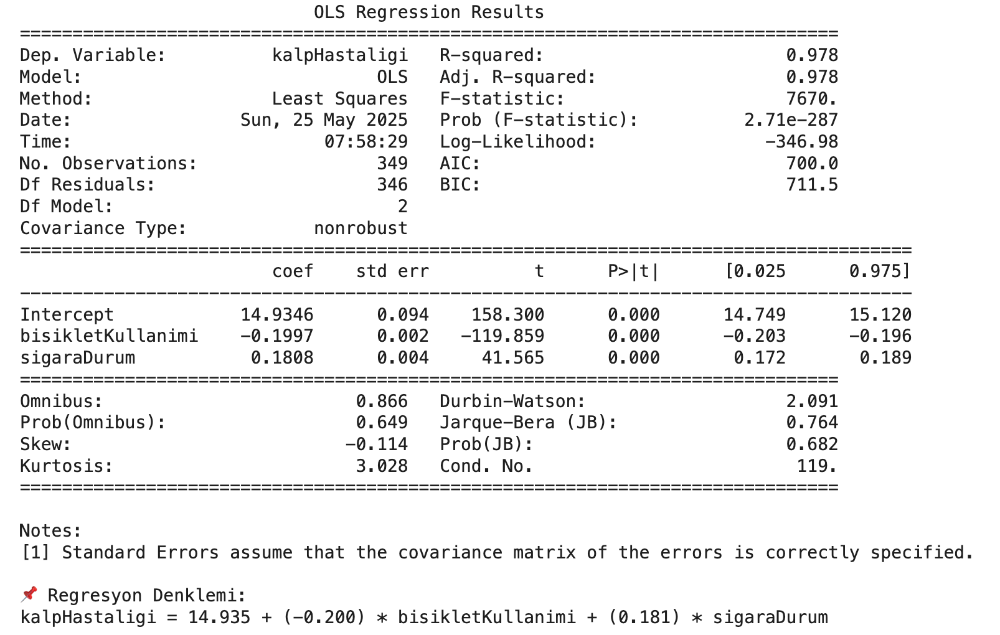 OLS Regression Results
==============================================================================
Dep. Variable: kalpHastaligi R-squared: 0.978
Model: OLS Adj. R-squared: 0.978
Method: Least Squares F-statistic: 7670.
Date: Sun, 25 May 2025 Prob (F-statistic): 2.71e-287
Time: 07:58:29 Log-Likelihood: -346.98
No. Observations: 349 AIC: 700.0
Df Residuals: 346 BIC: 711.5
Df Model: 2
Covariance Type: nonrobust
=====================================================================================
coef std err t P>|t| [0.025 0.975]
-------------------------------------------------------------------------------------
Intercept 14.9346 0.094 158.300 0.000 14.749 15.120
bisikletKullanimi -0.1997 0.002 -119.859 0.000 -0.203 -0.196
sigaraDurum 0.1808 0.004 41.565 0.000 0.172 0.189
==============================================================================
Omnibus: 0.866 Durbin-Watson: 2.091
Prob(Omnibus): 0.649 Jarque-Bera (JB): 0.764
Skew: -0.114 Prob(JB): 0.682
Kurtosis: 3.028 Cond. No. 119.
==============================================================================
Notes:
[1] Standard Errors assume that the covariance matrix of the errors is correctly specified.
📌 Regresyon Denklemi:
kalpHastaligi = 14.935 + (-0.200) * bisikletKullanimi + (0.181) * sigaraDurum